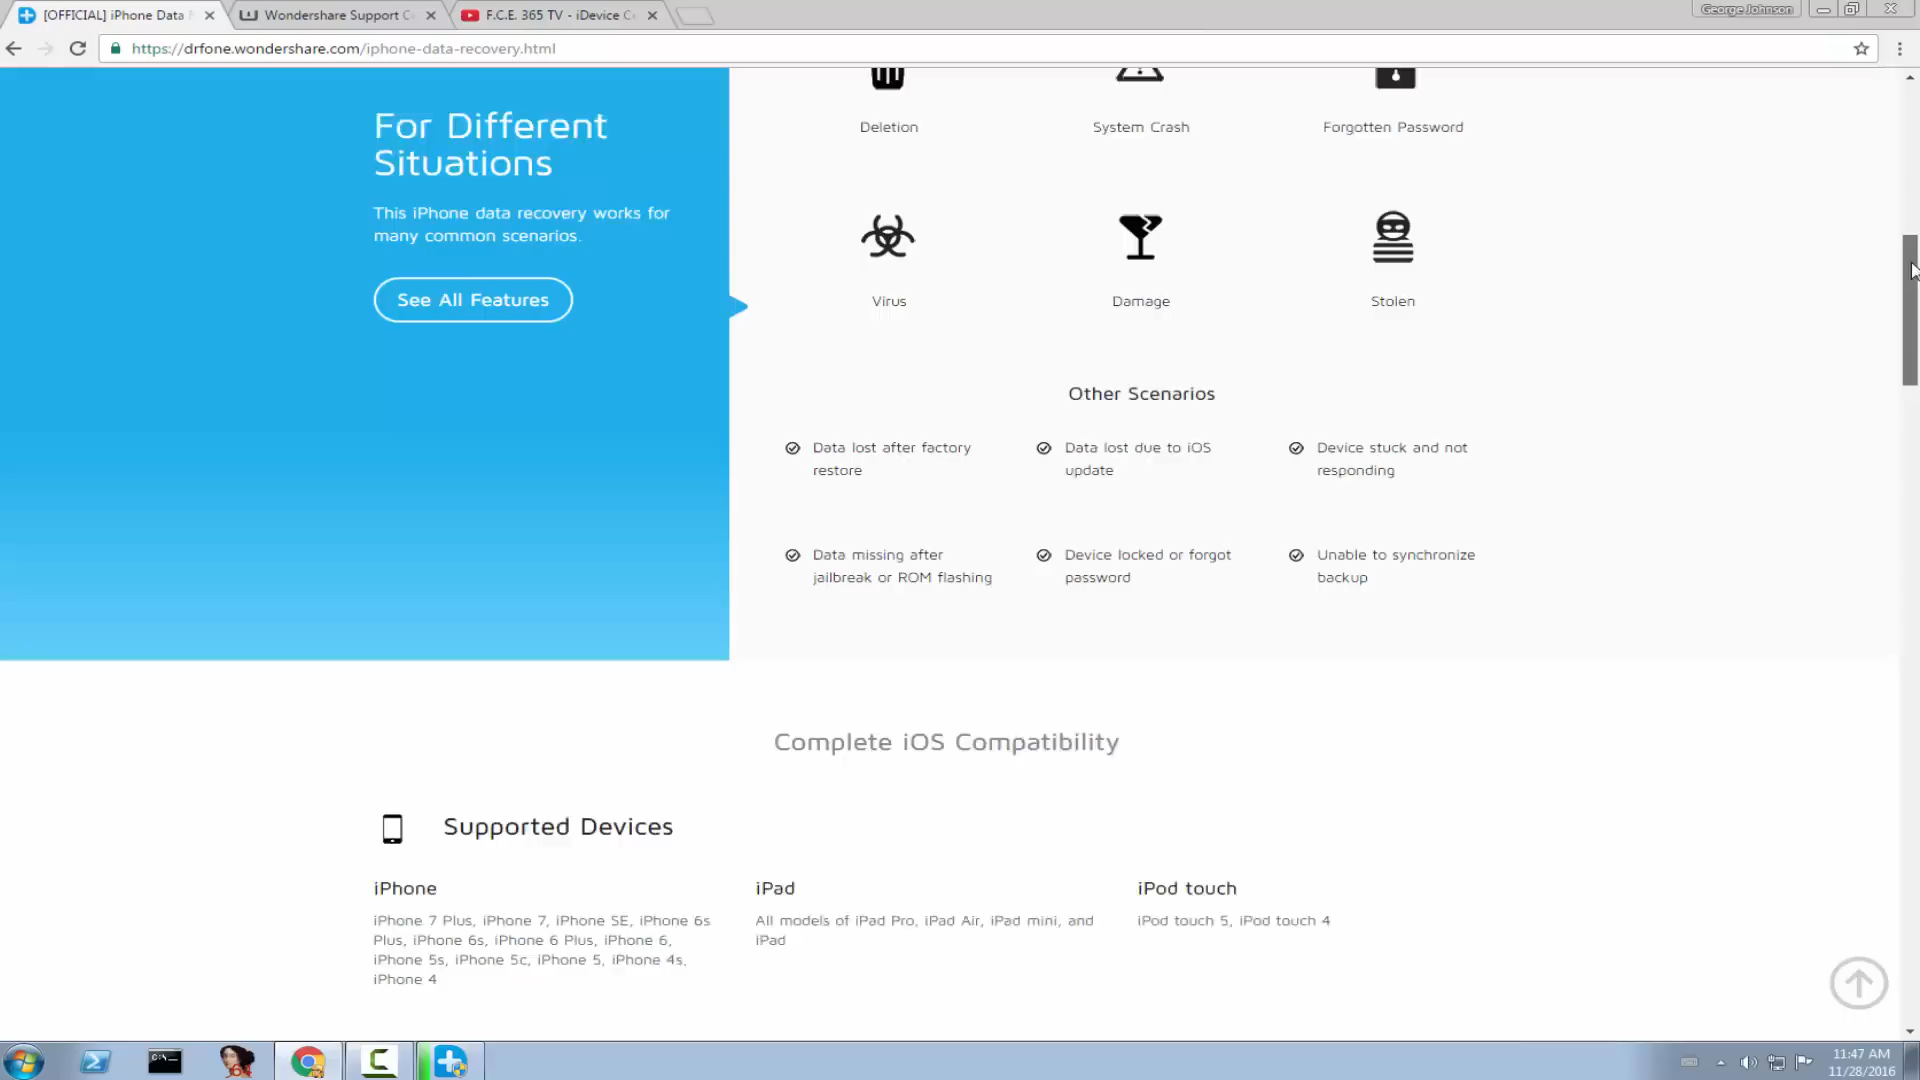 [OFFICIAL] iPhone Data
Wondershare Support C
F.C.E. 365 TV - iDevice C
George Johnson
https://drfone.wondershare.com/iphone-data-recovery.html
For Different
Situations
This iPhone data recovery works for
many common scenarios.
See All Features
Deletion
System Crash
Forgotten Password
Virus
Damage
Stolen
Other Scenarios
Data lost after factory
restore
Data lost due to iOS
update
Device stuck and not
responding
Data missing after
jailbreak or ROM flashing
Device locked or forgot
password
Unable to synchronize
backup
Complete iOS Compatibility
Supported Devices
iPhone
iPhone 7 Plus, iPhone 7, iPhone SE, iPhone 6s
Plus, iPhone 6s, iPhone 6 Plus, iPhone 6,
iPhone 5s, iPhone 5c, iPhone 5, iPhone 4s,
iPhone 4
iPad
All models of iPad Pro, iPad Air, iPad mini, and
iPad
iPod touch
iPod touch 5, iPod touch 4
11:47 AM
11/28/2016